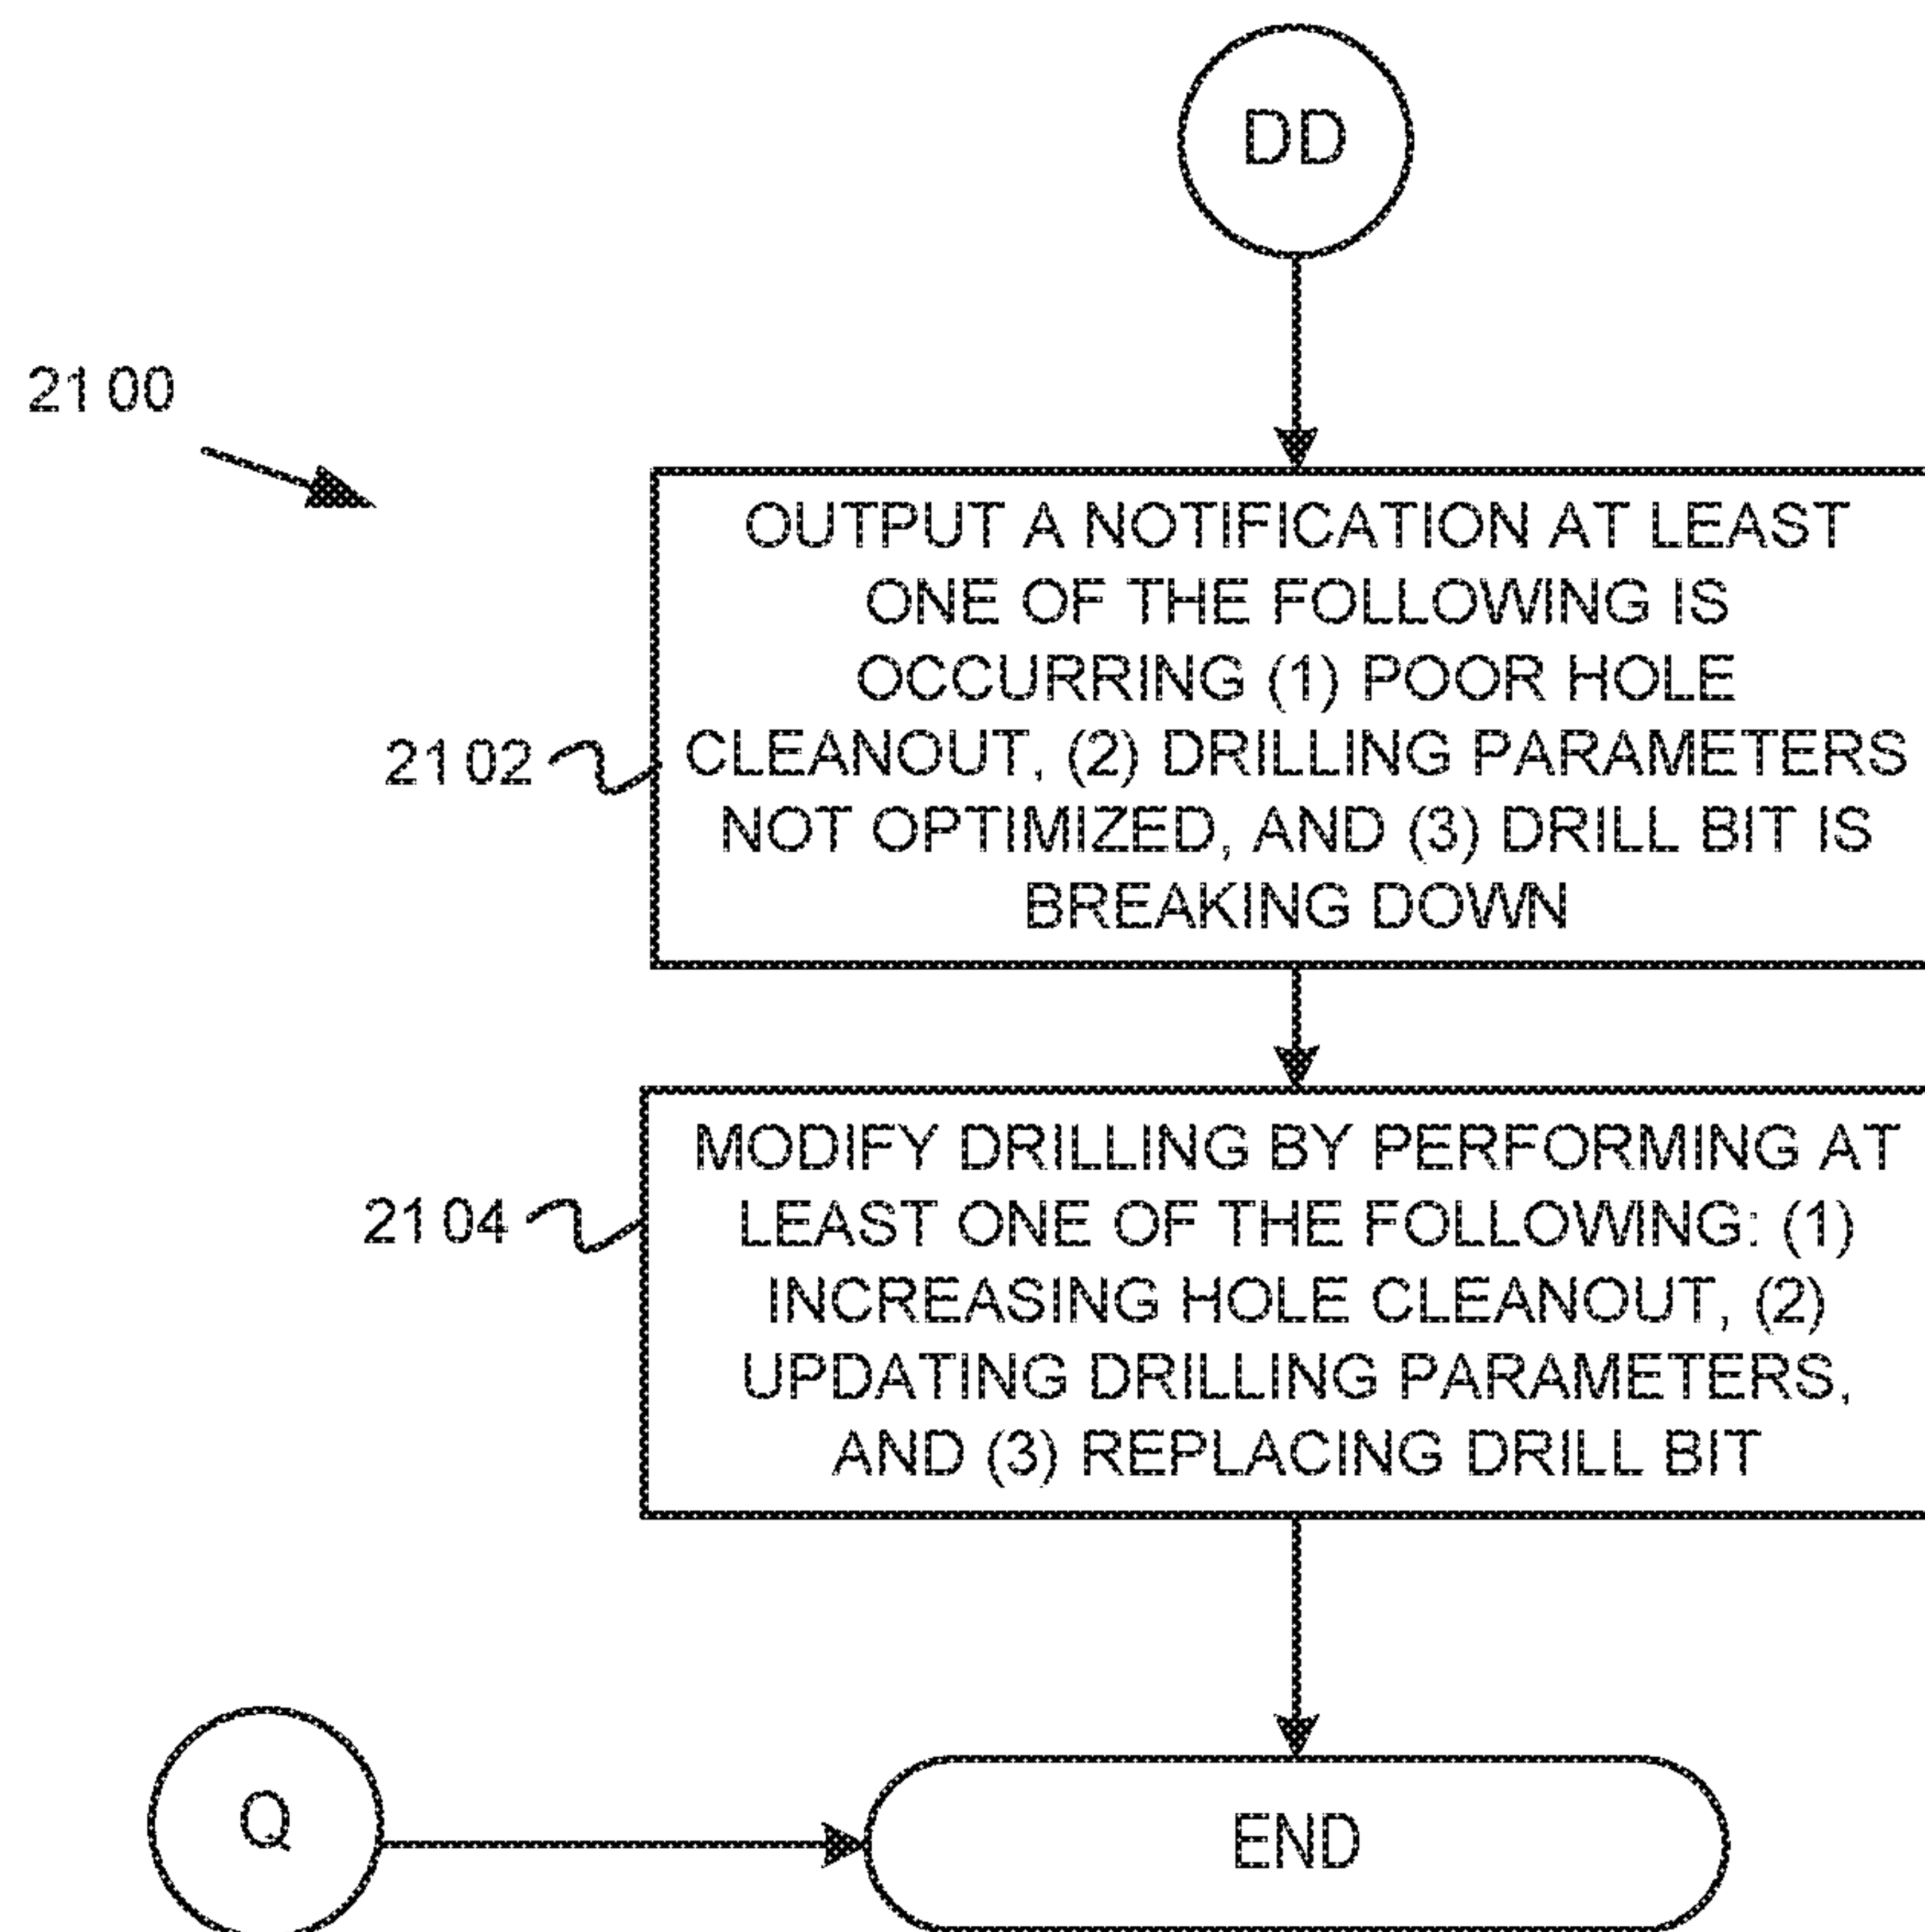 DD
2100
OUTPUT A NOTIFICATION AT LEAST
ONE OF THE FOLLOWING IS
OCCURRING (1) POOR HOLE
CLEANOUT, (2) DRILLING PARAMETERS
NOT OPTIMIZED, AND (3) DRILL BIT IS
BREAKING DOWN
2102
MODIFY DRILLING BY PERFORMING AT
LEAST ONE OF THE FOLLOWING: (1)
INCREASING HOLE CLEANOUT, (2)
UPDATING DRILLING PARAMETERS,
AND (3) REPLACING DRILL BIT
2104
Q
END